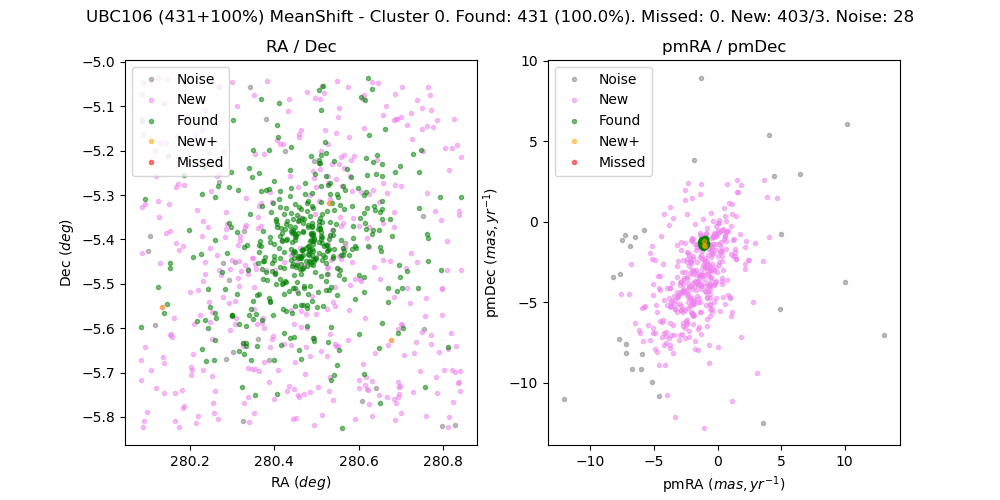 UBC106 (431+100%) MeanShift - Cluster 0. Found: 431 (100.0%). Missed: 0. New: 403/3. Noise: 28
RA / Dec
pmRA / pmDec
Noise
New
Found
New+
Missed
Noise
New
Found
New+
Missed
−5.0
−5.1
−5.2
−5.3
−5.4
−5.5
−5.6
−5.7
−5.8
Dec (deg)
280.2
280.4
280.6
280.8
RA (deg)
10
5
0
−5
−10
pmDec (mas, yr⁻¹)
−10
−5
0
5
10
pmRA (mas, yr⁻¹)